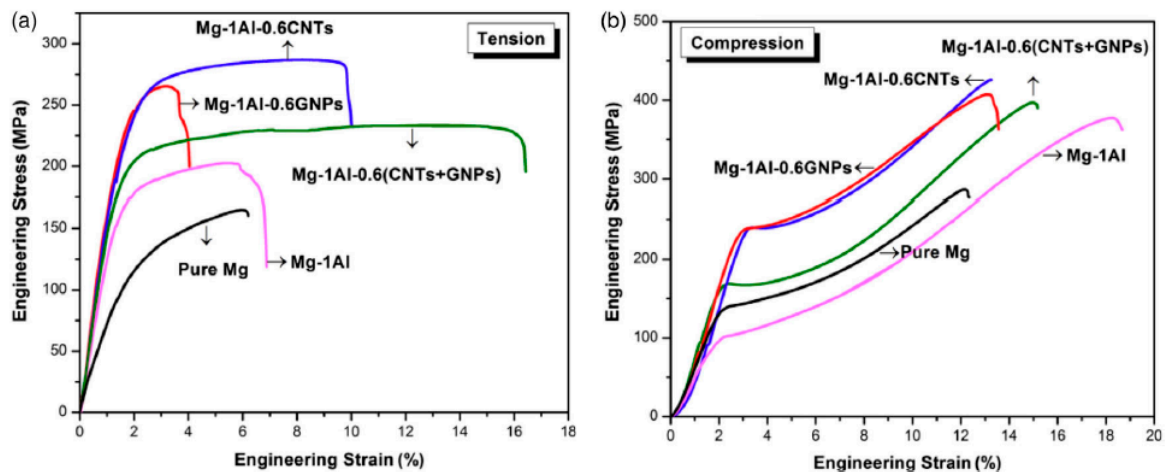 (a)
Mg-1Al-0.6CNTs
Tension
Mg-1Al-0.6GNPs
Mg-1Al-0.6(CNTs+GNPs)
Pure Mg
Mg-1Al
300
250
200
150
100
50
0
Engineering Stress (MPa)
0 2 4 6 8 10 12 14 16 18
Engineering Strain (%)
(b)
Compression
Mg-1Al-0.6(CNTs+GNPs)
Mg-1Al-0.6CNTs
Mg-1Al-0.6GNPs
Mg-1Al
Pure Mg
500
400
300
200
100
0
Engineering Stress (MPa)
0 2 4 6 8 10 12 14 16 18 20
Engineering Strain (%)